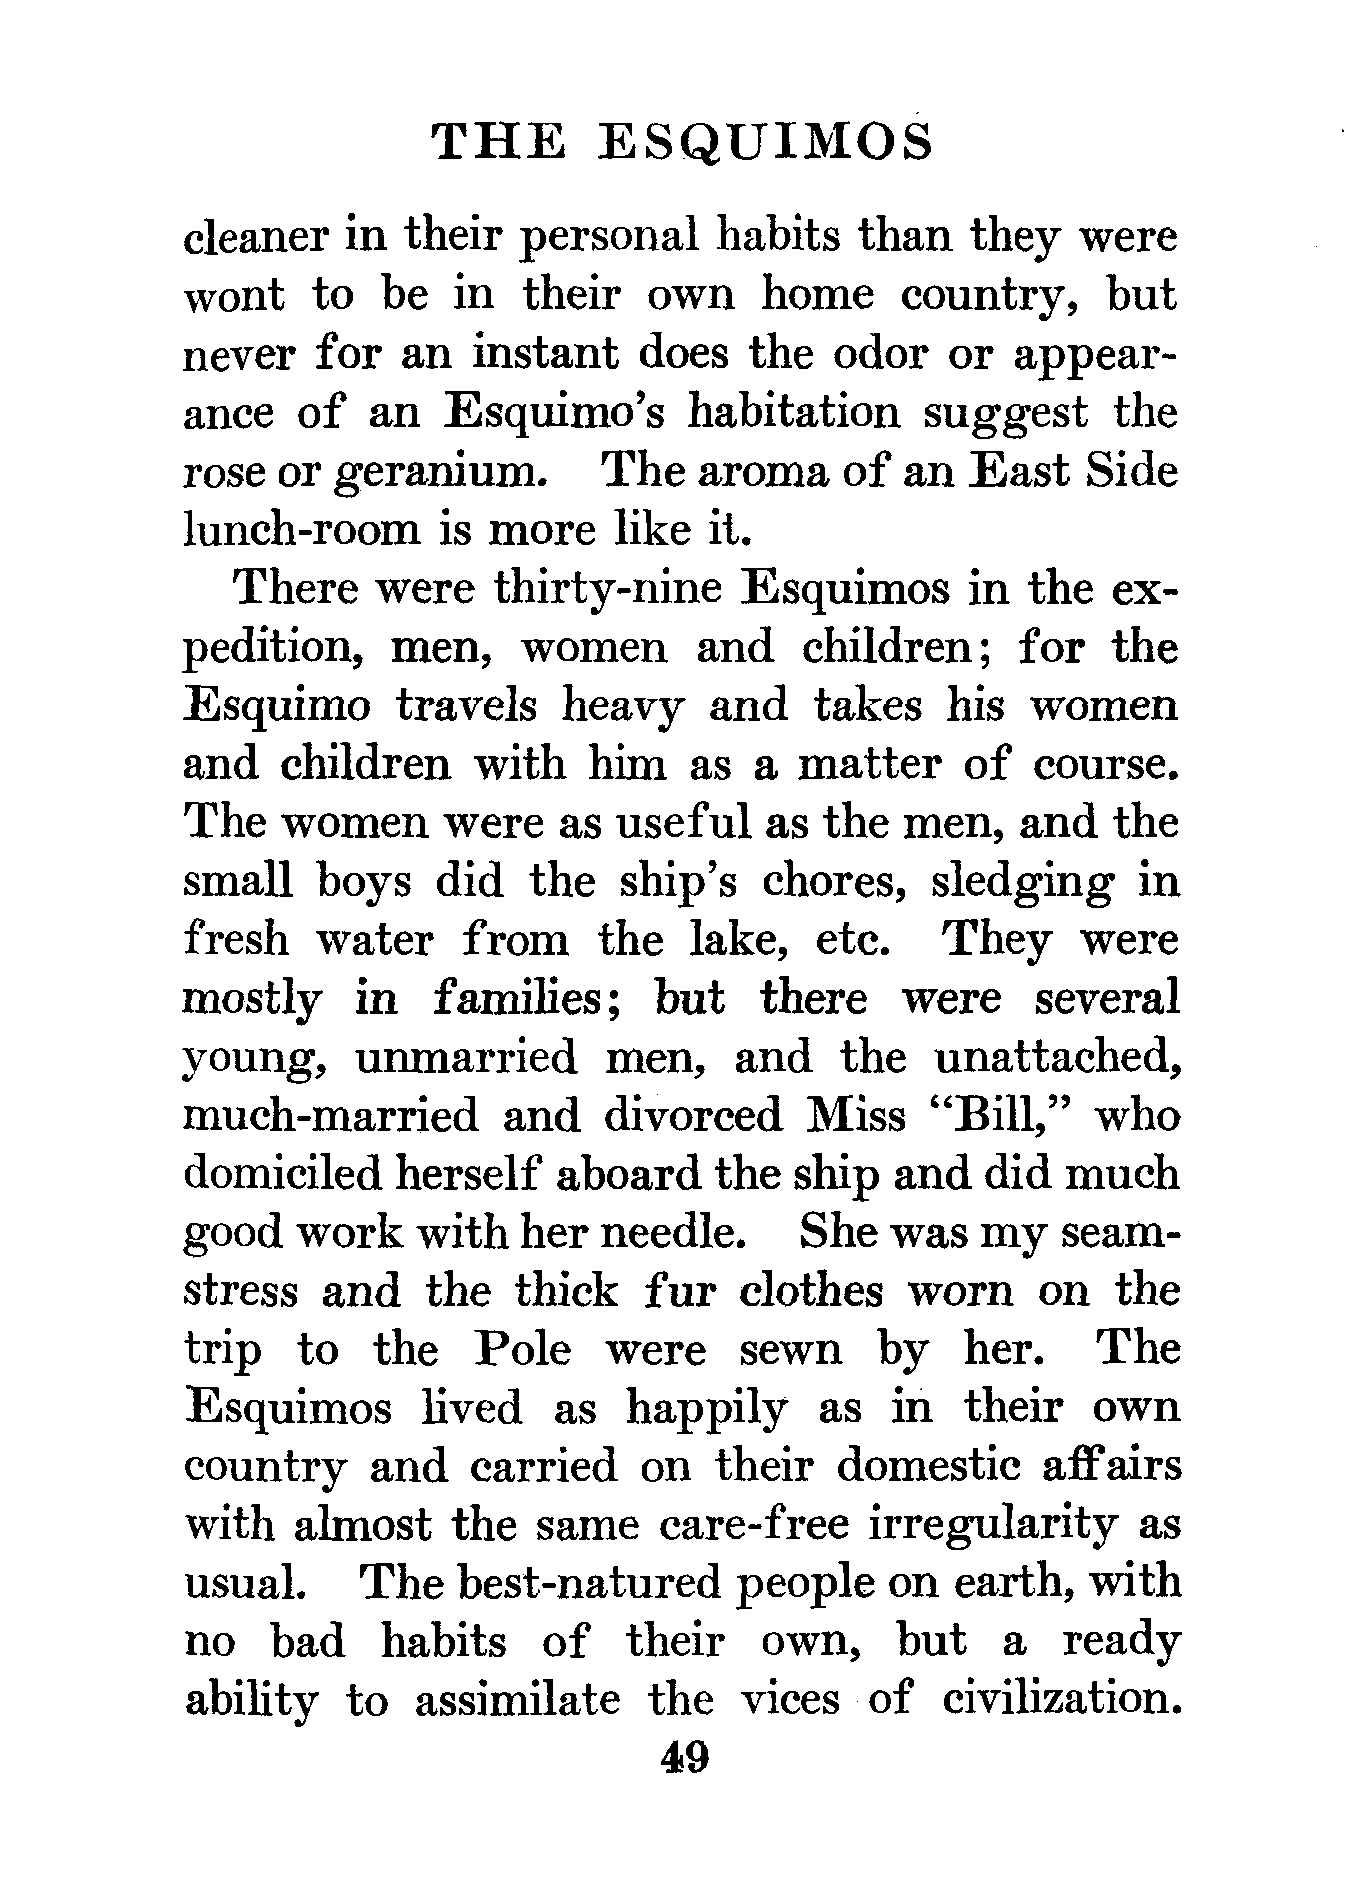 THE ESQUIMOS
cleaner in their personal habits than they were
wont to be in their own home country, but
never for an instant does the odor or appear-
ance of an Esquimo's habitation suggest the
rose or geranium. The aroma of an East Side
lunch-room is more like it.
There were thirty-nine Esquimos in the ex-
pedition, men, women and children; for the
Esquimo travels heavy and takes his women
and children with him as a matter of course.
The women were as useful as the men, and the
small boys did the ship's chores, sledging in
fresh water from the lake, etc. They were
mostly in families; but there were several
young, unmarried men, and the unattached,
much-married and divorced Miss “Bill,” who
domiciled herself aboard the ship and did much
good work with her needle. She was my seam-
stress and the thick fur clothes worn on the
trip to the Pole were sewn by her. The
Esquimos lived as happily as in their own
country and carried on their domestic affairs
with almost the same care-free irregularity as
usual. The best-natured people on earth, with
no bad habits of their own, but a ready
ability to assimilate the vices of civilization.
49